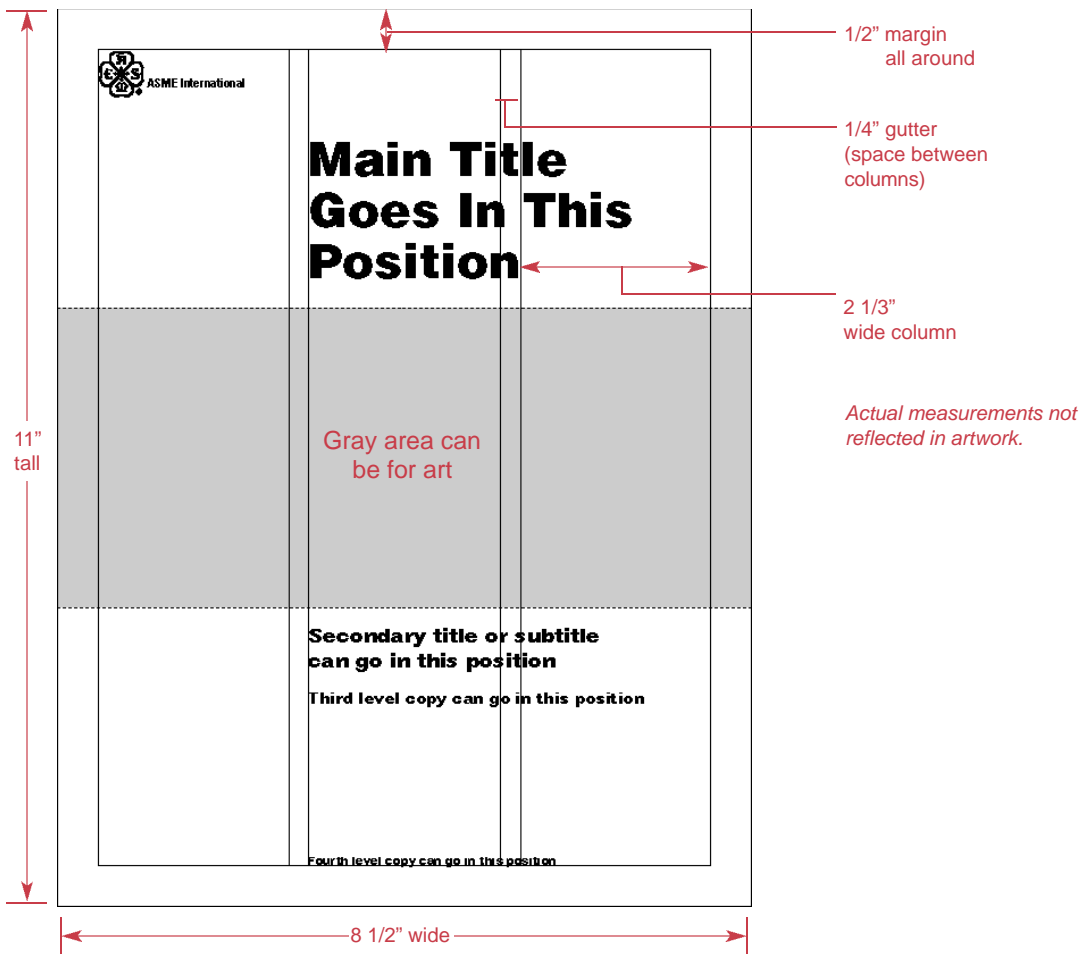 1/2” margin
all around
ASME International
1/4” gutter
(space between
columns)
Main Title
Goes In This
Position
2 1/3”
wide column
Actual measurements not
reflected in artwork.
11”
tall
Gray area can
be for art
Secondary title or subtitle
can go in this position
Third level copy can go in this position
Fourth level copy can go in this position
8 1/2” wide